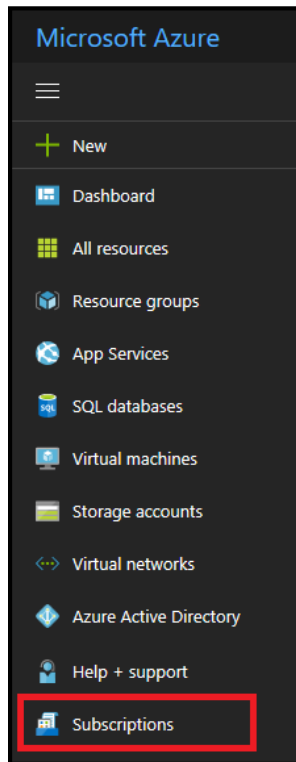 Microsoft Azure
New
Dashboard
All resources
Resource groups
App Services
SQL
SQL databases
Virtual machines
Storage accounts
Virtual networks
Azure Active Directory
Help + support
Subscriptions